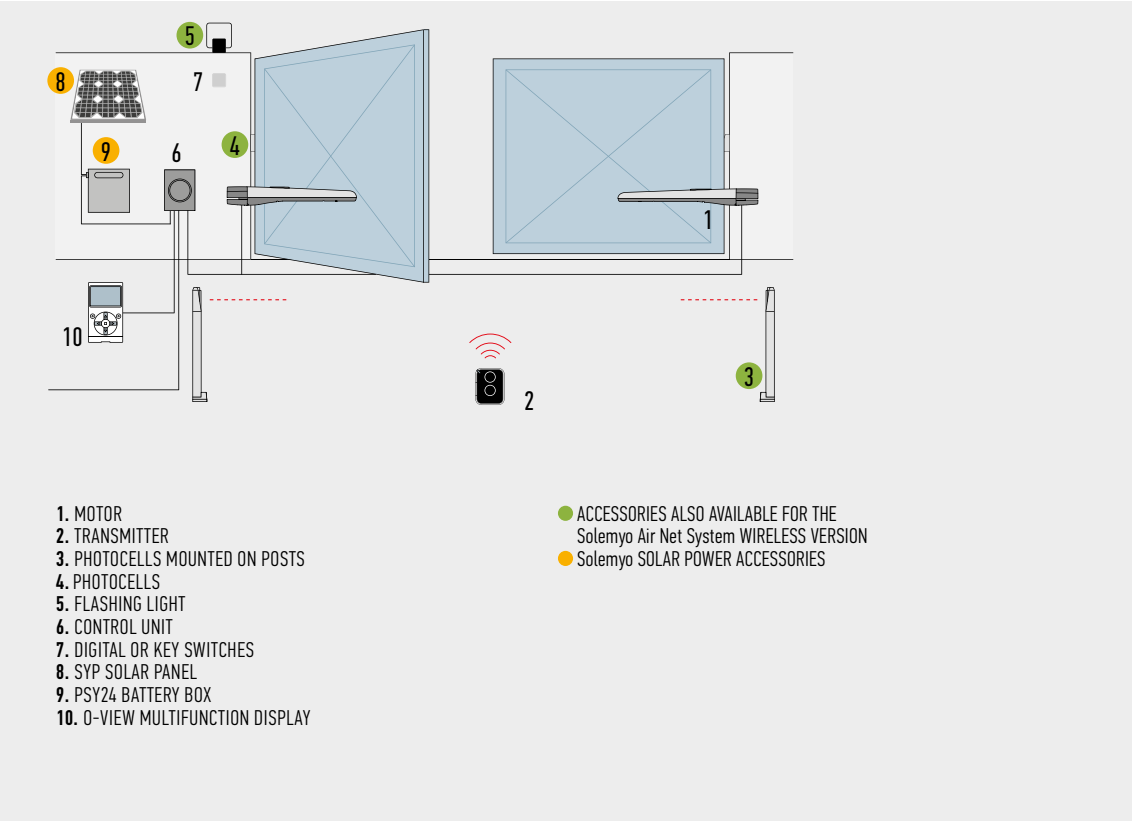 5
8
7
9
6
4
1
10
3
2
1. MOTOR
2. TRANSMITTER
3. PHOTOCELLS MOUNTED ON POSTS
4. PHOTOCELLS
5. FLASHING LIGHT
6. CONTROL UNIT
7. DIGITAL OR KEY SWITCHES
8. SYP SOLAR PANEL
9. PSY24 BATTERY BOX
10. O-VIEW MULTIFUNCTION DISPLAY
ACCESSORIES ALSO AVAILABLE FOR THE
Solemyo Air Net System WIRELESS VERSION
Solemyo SOLAR POWER ACCESSORIES